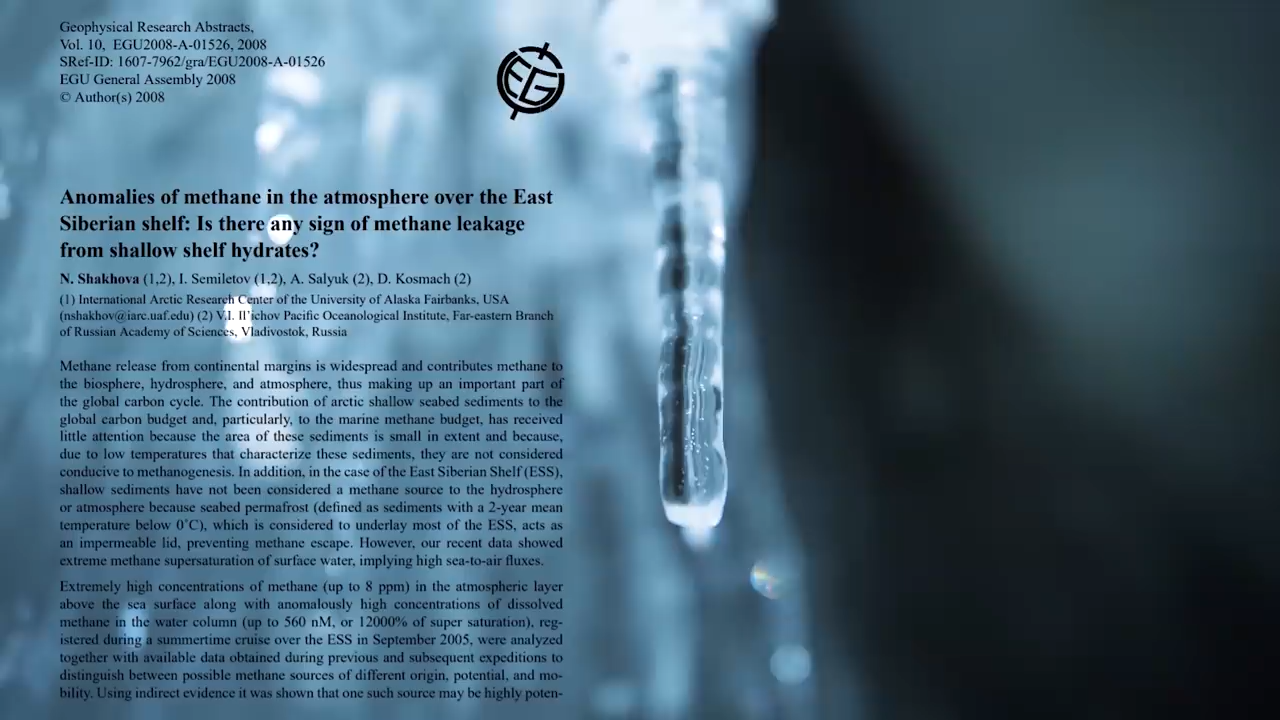 Geophysical Research Abstracts,
Vol. 10, EGU2008-A-01526, 2008
SRef-ID: 1607-7962/gra/EGU2008-A-01526
EGU General Assembly 2008
© Author(s) 2008
EGU
Anomalies of methane in the atmosphere over the East
Siberian shelf: Is there any sign of methane leakage
from shallow shelf hydrates?
N. Shakhova (1,2), I. Semiletov (1,2), A. Salyuk (2), D. Kosmach (2)
(1) International Arctic Research Center of the University of Alaska Fairbanks, USA
(nshakhov@iarc.uaf.edu) (2) V.I. Il’ichov Pacific Oceanological Institute, Far-eastern Branch
of Russian Academy of Sciences, Vladivostok, Russia
Methane release from continental margins is widespread and contributes methane to
the biosphere, hydrosphere, and atmosphere, thus making up an important part of
the global carbon cycle. The contribution of arctic shallow seabed sediments to the
global carbon budget and, particularly, to the marine methane budget, has received
little attention because the area of these sediments is small in extent and because,
due to low temperatures that characterize these sediments, they are not considered
conducive to methanogenesis. In addition, in the case of the East Siberian Shelf (ESS),
shallow sediments have not been considered a methane source to the hydrosphere
or atmosphere because seabed permafrost (defined as sediments with a 2-year mean
temperature below 0˚C), which is considered to underlay most of the ESS, acts as
an impermeable lid, preventing methane escape. However, our recent data showed
extreme methane supersaturation of surface water, implying high sea-to-air fluxes.
Extremely high concentrations of methane (up to 8 ppm) in the atmospheric layer
above the sea surface along with anomalously high concentrations of dissolved
methane in the water column (up to 560 nM, or 12000% of super saturation), reg-
istered during a summertime cruise over the ESS in September 2005, were analyzed
together with available data obtained during previous and subsequent expeditions to
distinguish between possible methane sources of different origin, potential, and mo-
bility. Using indirect evidence it was shown that one such source may be highly poten-